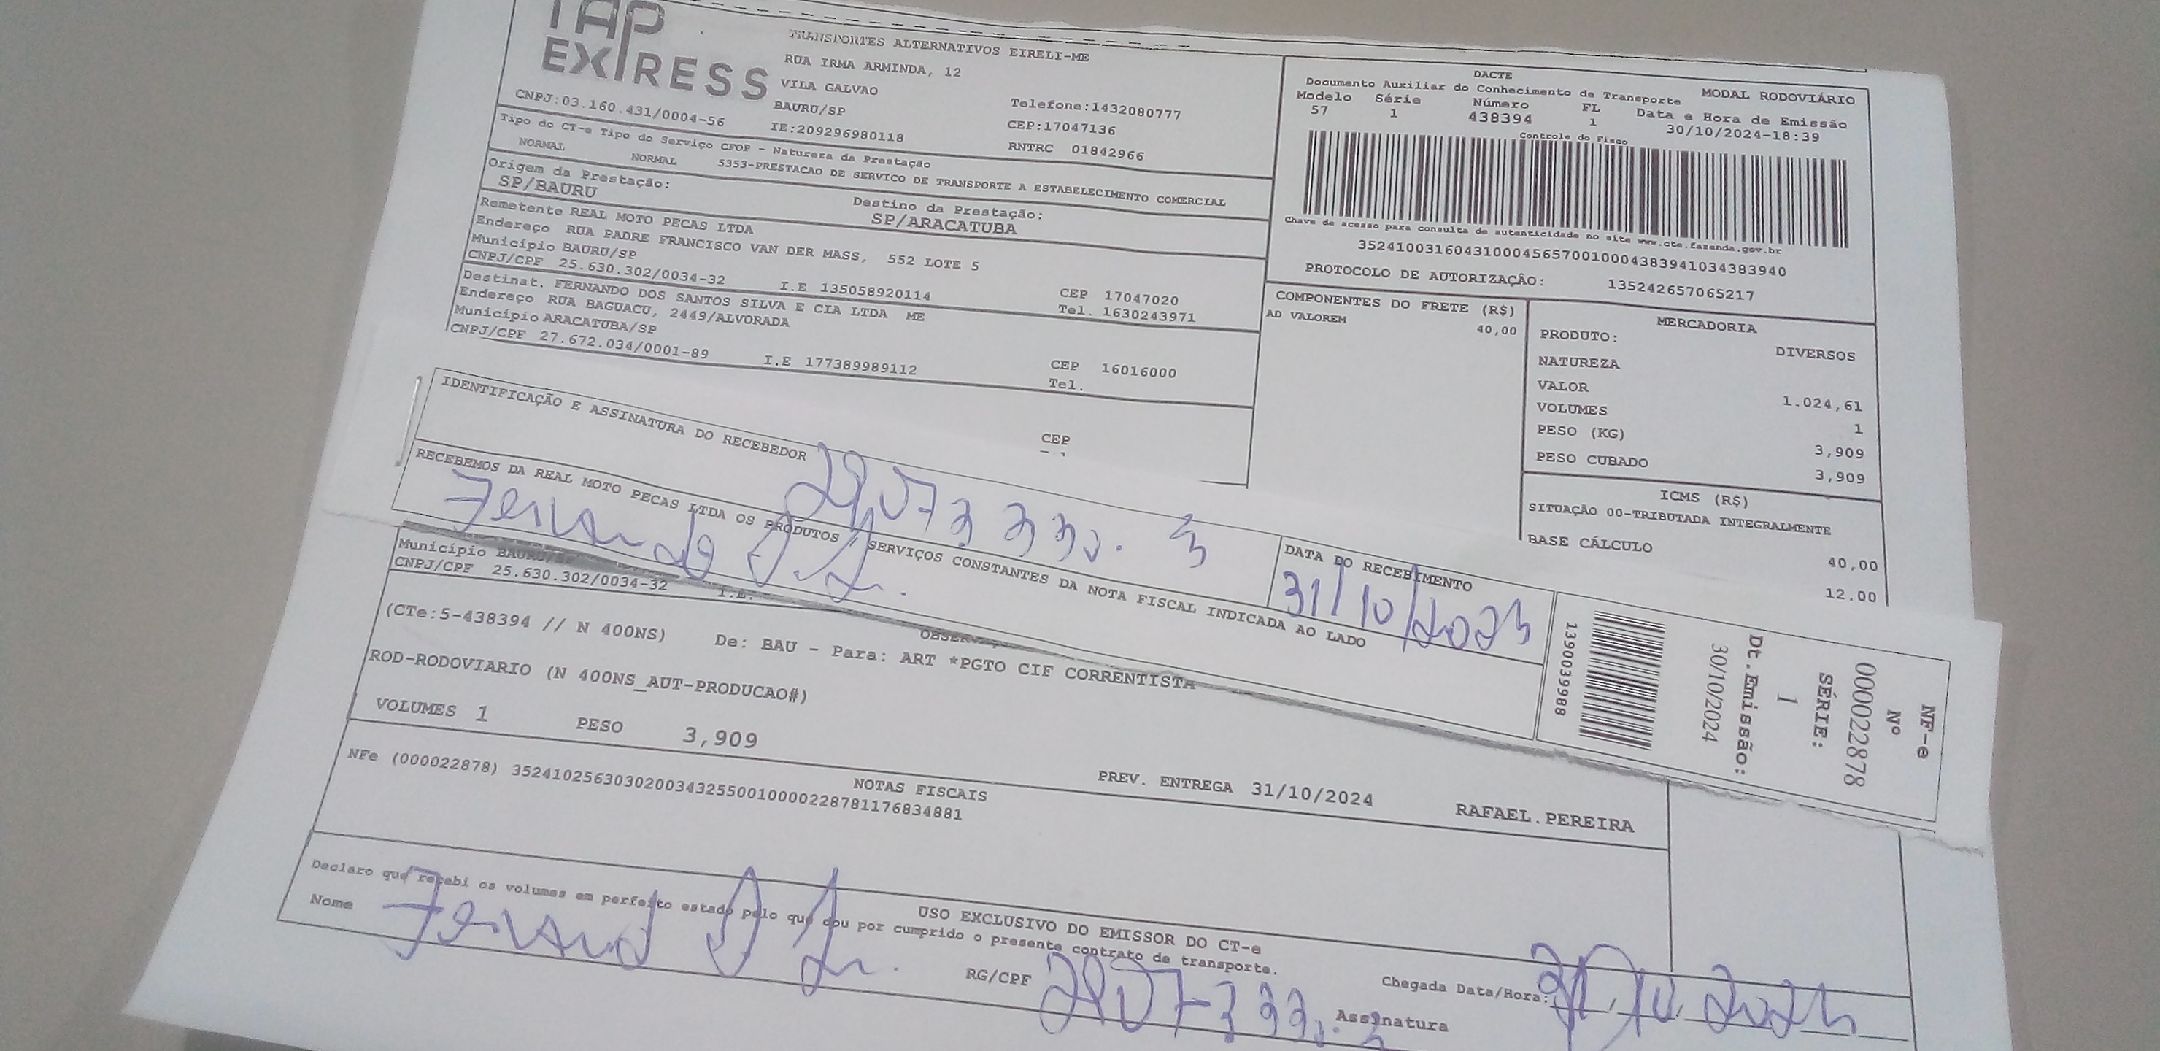 TAP
EXPRESS
TRANSPORTES ALTERNATIVOS EIRELI-ME
RUA IRMA ARMINDA, 12
VILA GALVAO
BAURU/SP
Telefone:1432080777
CNPJ:03.160.431/0004-56
IE:209296980118
CEP:17047136
RNTRC 01842966
Tipo do CT-e Tipo do Serviço CFOP - Natureza da Prestação
NORMAL NORMAL 5353-PRESTACAO DE SERVICO DE TRANSPORTE A ESTABELECIMENTO COMERCIAL
Origem da Prestação: Destino da Prestação:
SP/BAURU SP/ARACATUBA
Remetente REAL MOTO PECAS LTDA
Endereço RUA PADRE FRANCISCO VAN DER MASS, 552 LOTE 5
Município BAURU/SP CEP 17047020
CNPJ/CPF 25.630.302/0034-32 I.E 135058920114 Tel. 1630243971
Destinat. FERNANDO DOS SANTOS SILVA E CIA LTDA ME
Endereço RUA BAGUACU, 2449/ALVORADA
Município ARACATUBA/SP CEP 16016000
CNPJ/CPF 27.672.034/0001-89 I.E 177389989112 Tel.
CEP
DACTE
Documento Auxiliar do Conhecimento de Transporte MODAL RODOVIÁRIO
Modelo Série Número FL Data e Hora de Emissão
57 1 438394 1 30/10/2024-18:39
Controle do Fisco
Chave de acesso para consulta de autenticidade no site www.cte.fazenda.gov.br
35241003160431000456570010004383941034383940
PROTOCOLO DE AUTORIZAÇÃO: 135242657065217
COMPONENTES DO FRETE (R$)
AD VALOREM 40,00
MERCADORIA
PRODUTO: DIVERSOS
NATUREZA
VALOR 1.024,61
VOLUMES 1
PESO (KG) 3,909
PESO CUBADO 3,909
ICMS (R$)
SITUAÇÃO 00-TRIBUTADA INTEGRALMENTE
BASE CÁLCULO 40,00
12.00
IDENTIFICAÇÃO E ASSINATURA DO RECEBEDOR
DATA DO RECEBIMENTO
31/10/2024
RECEBEMOS DA REAL MOTO PECAS LTDA OS PRODUTOS / SERVIÇOS CONSTANTES DA NOTA FISCAL INDICADA AO LADO
1390039988
NF-e
Nº
000022878
SÉRIE:
1
Dt.Emissão:
30/10/2024
Município BAURU/SP
CNPJ/CPF 25.630.302/0034-32 I.E.
(CTe:5-438394 // N 400NS) De: BAU - Para: ART *PGTO CIF CORRENTISTA
ROD-RODOVIARIO (N 400NS_AUT-PRODUCAO#)
VOLUMES 1 PESO 3,909
PREV. ENTREGA 31/10/2024 RAFAEL.PEREIRA
NOTAS FISCAIS
NFe (000022878) 35241025630302003432550010000228781176834881
USO EXCLUSIVO DO EMISSOR DO CT-e
Declaro que recebi os volumes em perfeito estado pelo que dou por cumprido o presente contrato de transporte.
Nome
RG/CPF
Assinatura
Chegada Data/Hora: